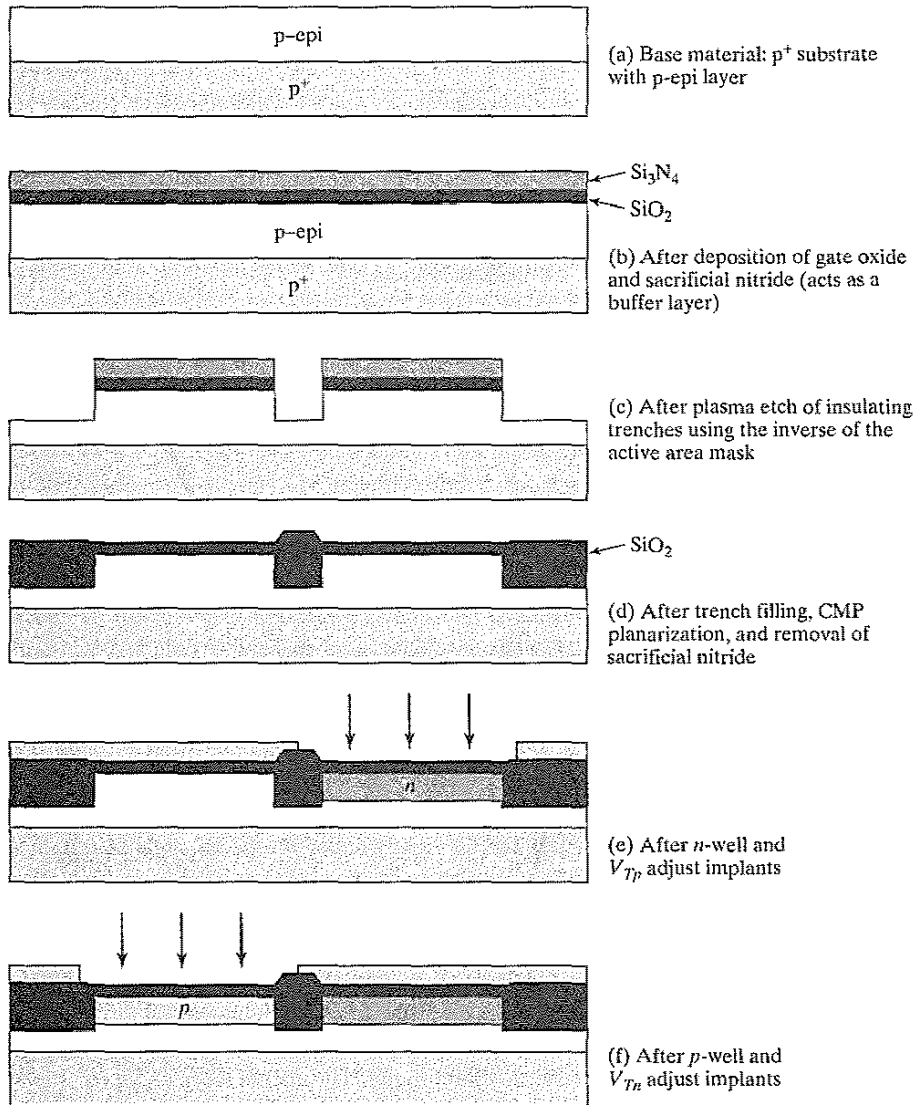 p–epi
p⁺
(a) Base material: p⁺ substrate
with p-epi layer
Si₃N₄
SiO₂
p–epi
p⁺
(b) After deposition of gate oxide
and sacrificial nitride (acts as a
buffer layer)
(c) After plasma etch of insulating
trenches using the inverse of the
active area mask
SiO₂
(d) After trench filling, CMP
planarization, and removal of
sacrificial nitride
n
(e) After n-well and
V_Tp adjust implants
p
(f) After p-well and
V_Tn adjust implants